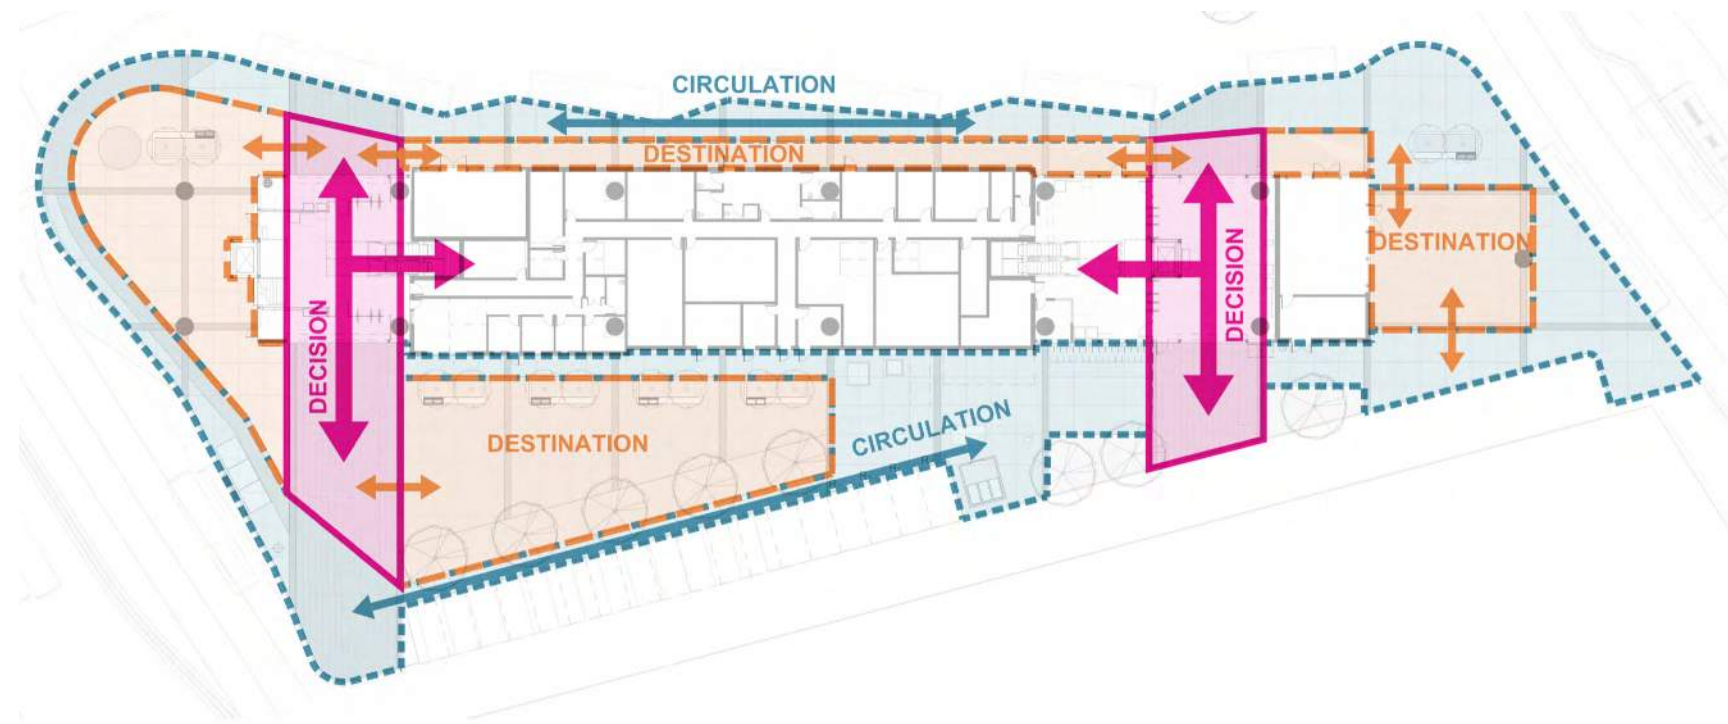 CIRCULATION
DESTINATION
DESTINATION
DECISION
DECISION
DESTINATION
CIRCULATION